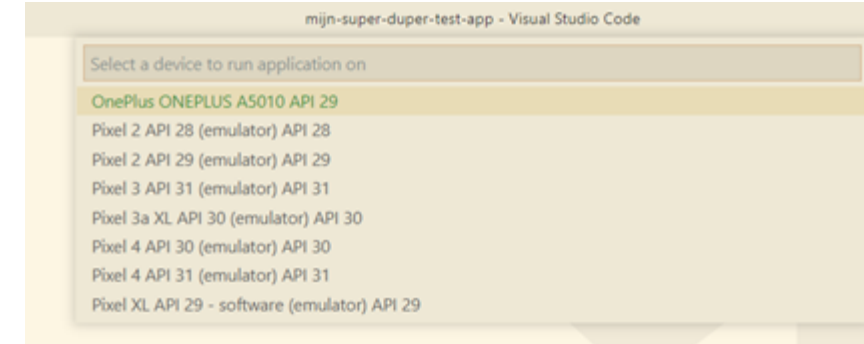 mijn-super-duper-test-app - Visual Studio Code
Select a device to run application on
OnePlus ONEPLUS A5010 API 29
Pixel 2 API 28 (emulator) API 28
Pixel 2 API 29 (emulator) API 29
Pixel 3 API 31 (emulator) API 31
Pixel 3a XL API 30 (emulator) API 30
Pixel 4 API 30 (emulator) API 30
Pixel 4 API 31 (emulator) API 31
Pixel XL API 29 - software (emulator) API 29